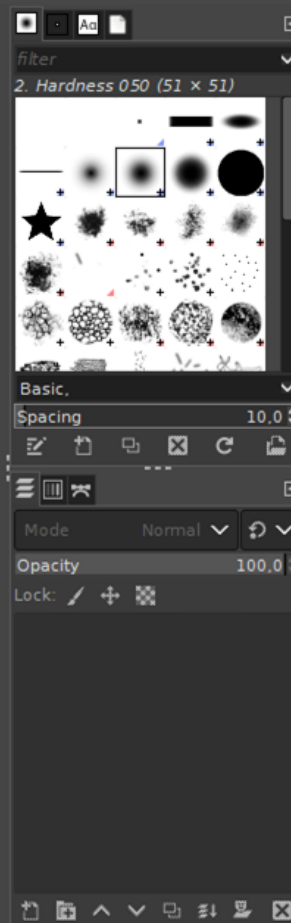 Aa
filter
2. Hardness 050 (51 × 51)
Basic,
Spacing 10,0
Mode Normal
Opacity 100,0
Lock: